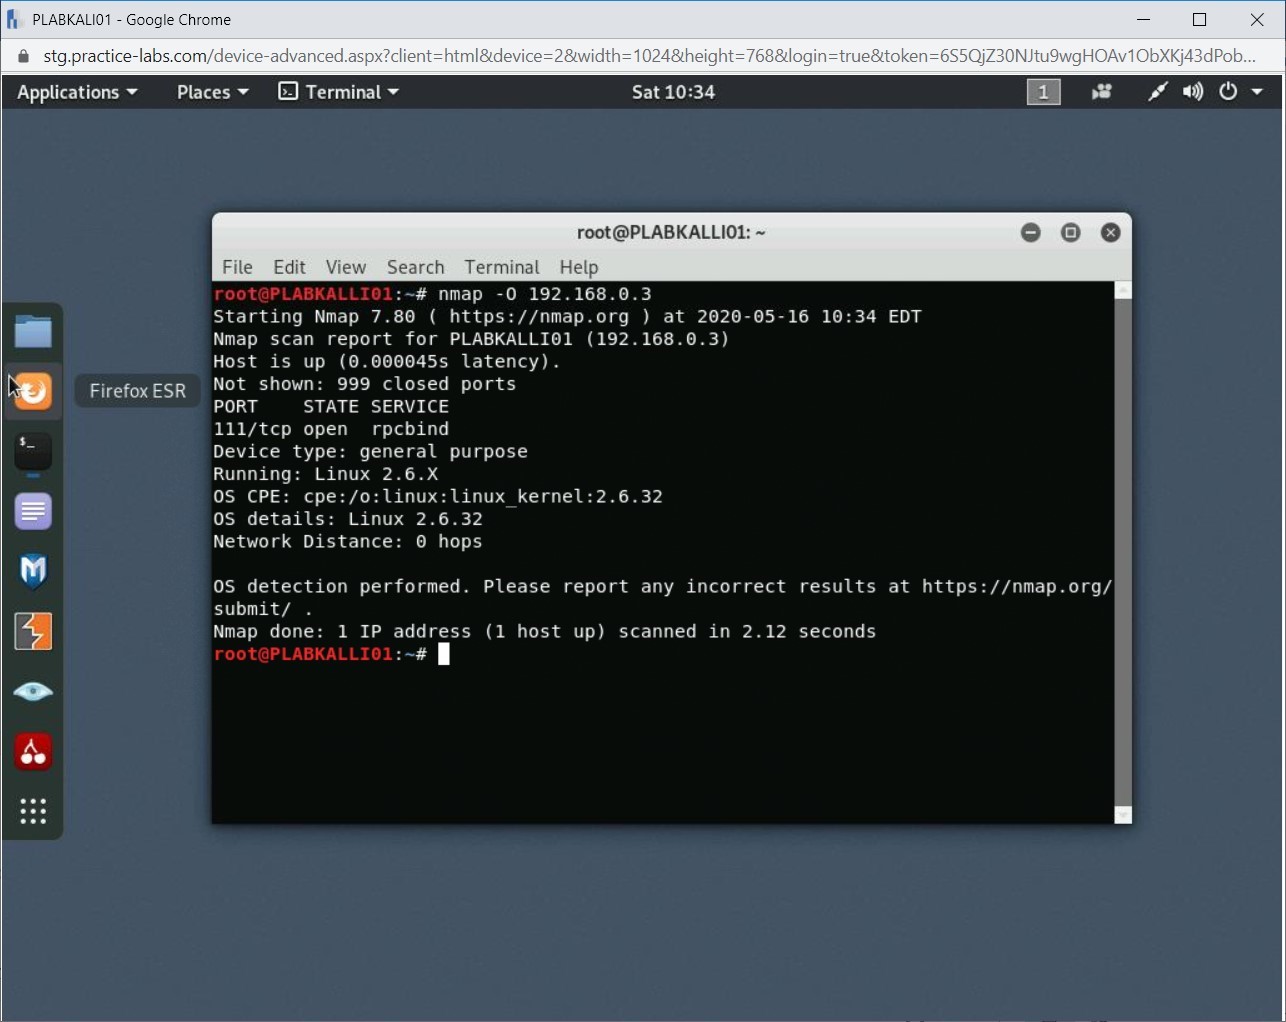 PLABKALI01 - Google Chrome
stg.practice-labs.com/device-advanced.aspx?client=html&device=2&width=1024&height=768&login=true&token=6S5QjZ30NJtu9wgHOAv1ObXKj43dPob...
Applications Places Terminal Sat 10:34 1
root@PLABKALLI01: ~
File Edit View Search Terminal Help
root@PLABKALLI01:~# nmap -O 192.168.0.3
Starting Nmap 7.80 ( https://nmap.org ) at 2020-05-16 10:34 EDT
Nmap scan report for PLABKALLI01 (192.168.0.3)
Host is up (0.000045s latency).
Not shown: 999 closed ports
PORT    STATE SERVICE
111/tcp open  rpcbind
Device type: general purpose
Running: Linux 2.6.X
OS CPE: cpe:/o:linux:linux_kernel:2.6.32
OS details: Linux 2.6.32
Network Distance: 0 hops
OS detection performed. Please report any incorrect results at https://nmap.org/
submit/ .
Nmap done: 1 IP address (1 host up) scanned in 2.12 seconds
root@PLABKALLI01:~#
Firefox ESR
$_